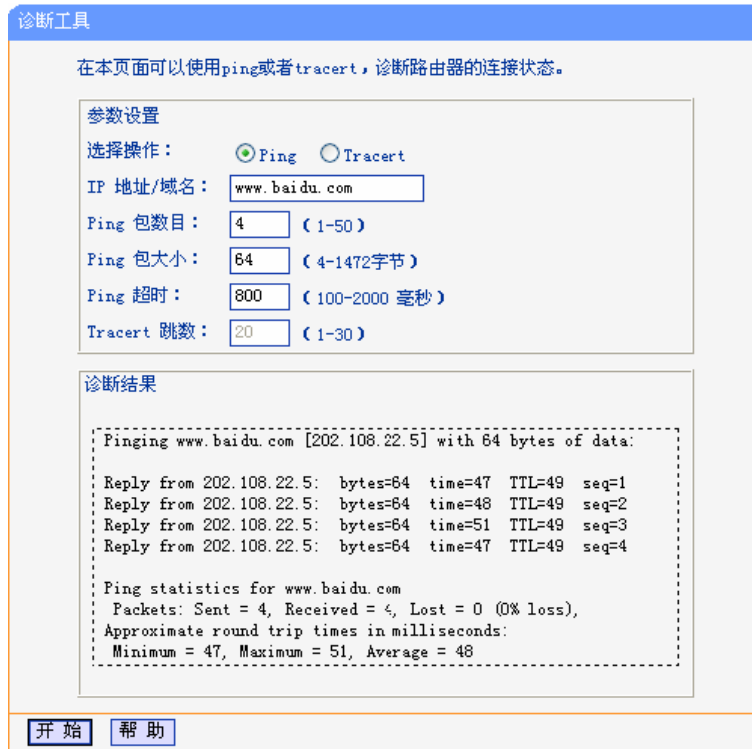 诊断工具
在本页面可以使用ping或者tracert，诊断路由器的连接状态。
参数设置
选择操作： Ping Tracert
IP 地址/域名： www.baidu.com
Ping 包数目： 4 （1-50）
Ping 包大小： 64 （4-1472字节）
Ping 超时： 800 （100-2000 毫秒）
Tracert 跳数： 20 （1-30）
诊断结果
Pinging www.baidu.com [202.108.22.5] with 64 bytes of data:
Reply from 202.108.22.5: bytes=64 time=47 TTL=49 seq=1
Reply from 202.108.22.5: bytes=64 time=48 TTL=49 seq=2
Reply from 202.108.22.5: bytes=64 time=51 TTL=49 seq=3
Reply from 202.108.22.5: bytes=64 time=47 TTL=49 seq=4
Ping statistics for www.baidu.com
Packets: Sent = 4, Received = 4, Lost = 0 (0% loss),
Approximate round trip times in milliseconds:
Minimum = 47, Maximum = 51, Average = 48
开 始 帮 助